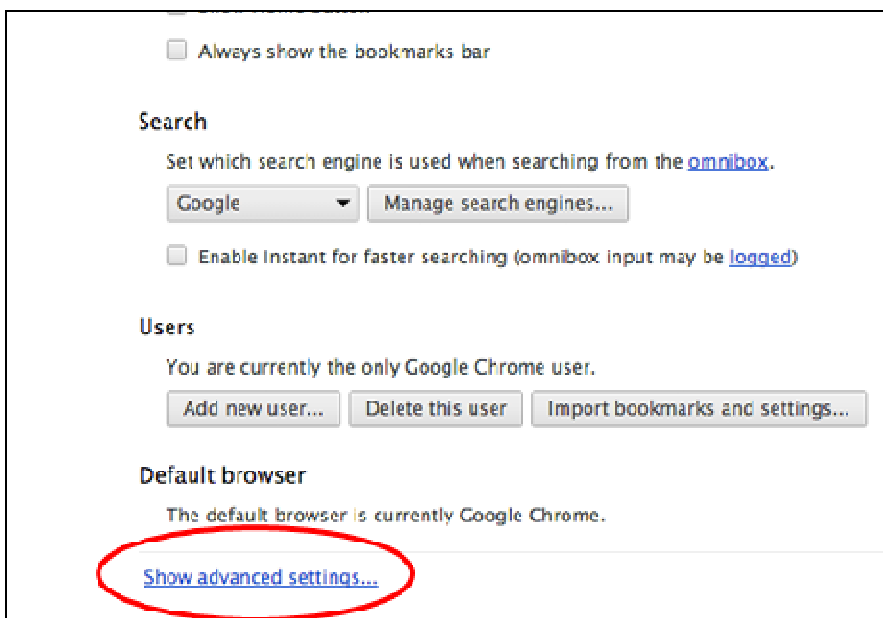 Always show the bookmarks bar
Search
Set which search engine is used when searching from the omnibox.
Google Manage search engines...
Enable Instant for faster searching (omnibox input may be logged)
Users
You are currently the only Google Chrome user.
Add new user... Delete this user Import bookmarks and settings...
Default browser
The default browser is currently Google Chrome.
Show advanced settings...